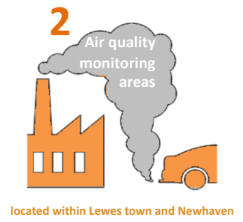 2
Air quality
monitoring
areas
located within Lewes town and Newhaven